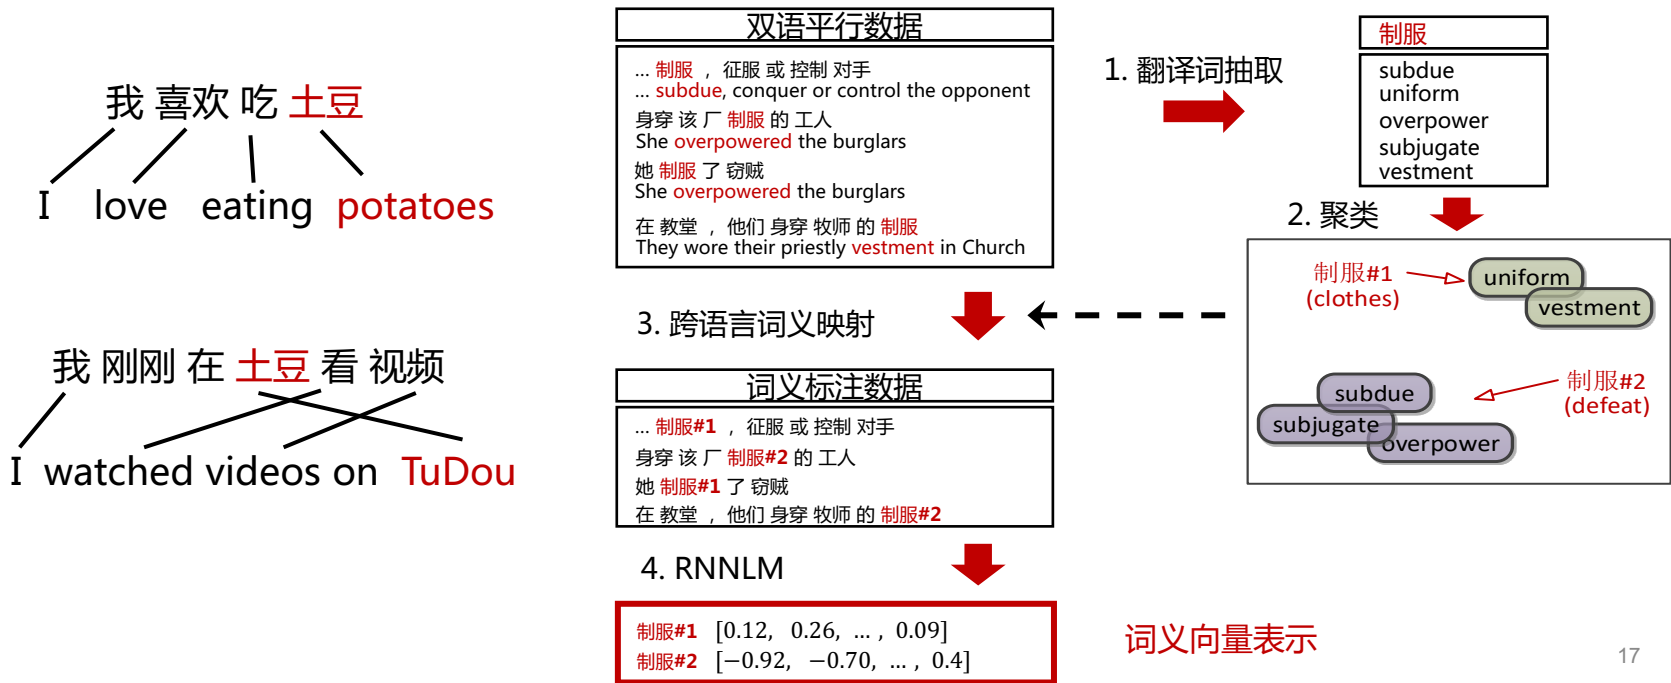 我 喜欢 吃 土豆
I love eating potatoes
我 刚刚 在 土豆 看 视频
I watched videos on TuDou
双语平行数据
... 制服 ， 征服 或 控制 对手
... subdue, conquer or control the opponent
身穿 该 厂 制服 的 工人
She overpowered the burglars
她 制服 了 窃贼
She overpowered the burglars
在 教堂 ， 他们 身穿 牧师 的 制服
They wore their priestly vestment in Church
1. 翻译词抽取
制服
subdue
uniform
overpower
subjugate
vestment
2. 聚类
制服#1
(clothes)
uniform
vestment
制服#2
(defeat)
subdue
subjugate
overpower
3. 跨语言词义映射
词义标注数据
... 制服#1 ， 征服 或 控制 对手
身穿 该 厂 制服#2 的 工人
她 制服#1 了 窃贼
在 教堂 ， 他们 身穿 牧师 的 制服#2
4. RNNLM
制服#1 [0.12, 0.26, ... , 0.09]
制服#2 [−0.92, −0.70, ... , 0.4]
词义向量表示
17